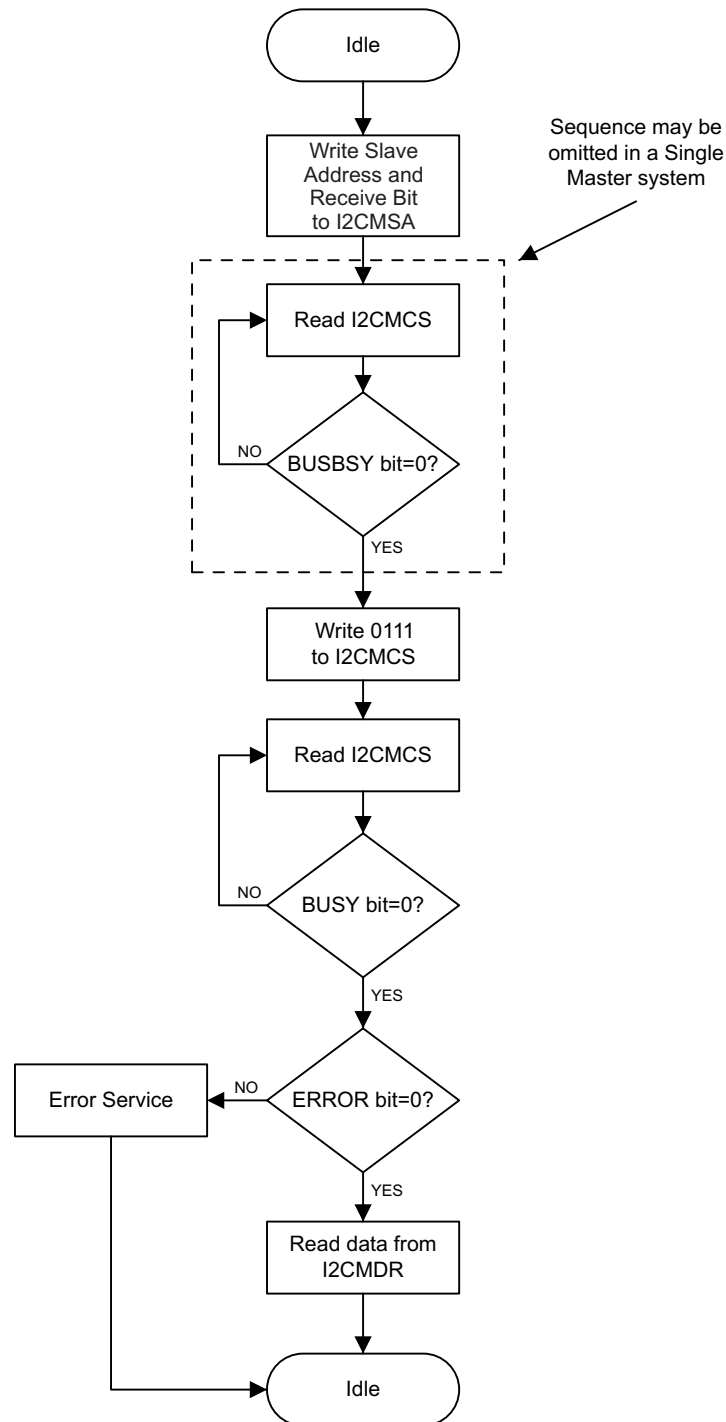 Idle
Write Slave
Address and
Receive Bit
to I2CMSA
Sequence may be
omitted in a Single
Master system
Read I2CMCS
NO
BUSBSY bit=0?
YES
Write 0111
to I2CMCS
Read I2CMCS
NO
BUSY bit=0?
YES
Error Service
NO
ERROR bit=0?
YES
Read data from
I2CMDR
Idle